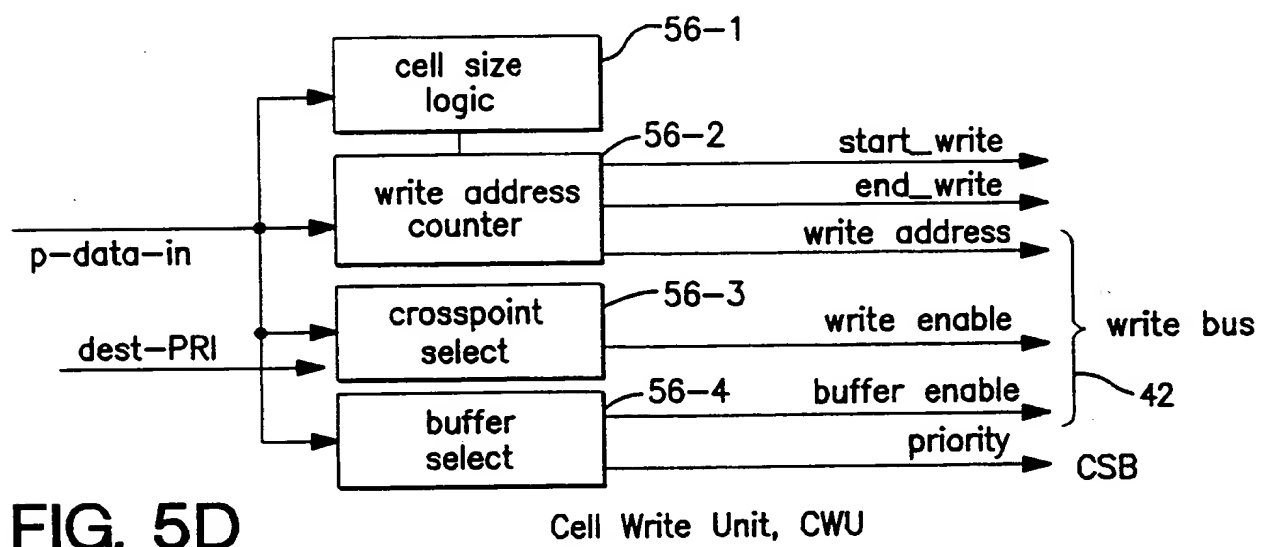 56-1
cell size
logic
56-2
start_write
end_write
write address
counter
write address
p-data-in
56-3
crosspoint
select
write enable
write bus
dest-PRI
42
56-4
buffer enable
buffer
select
priority
CSB
FIG. 5D
Cell Write Unit, CWU